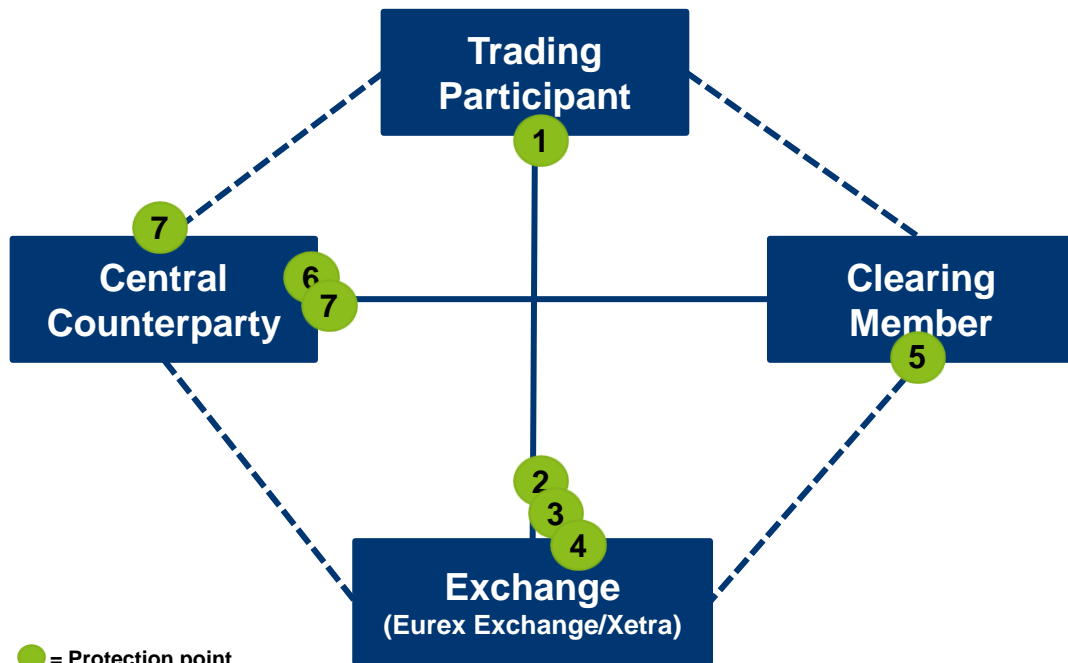 Trading
Participant
1
7
Central
Counterparty
6
7
Clearing
Member
5
2
3
4
Exchange
(Eurex Exchange/Xetra)
= Protection point